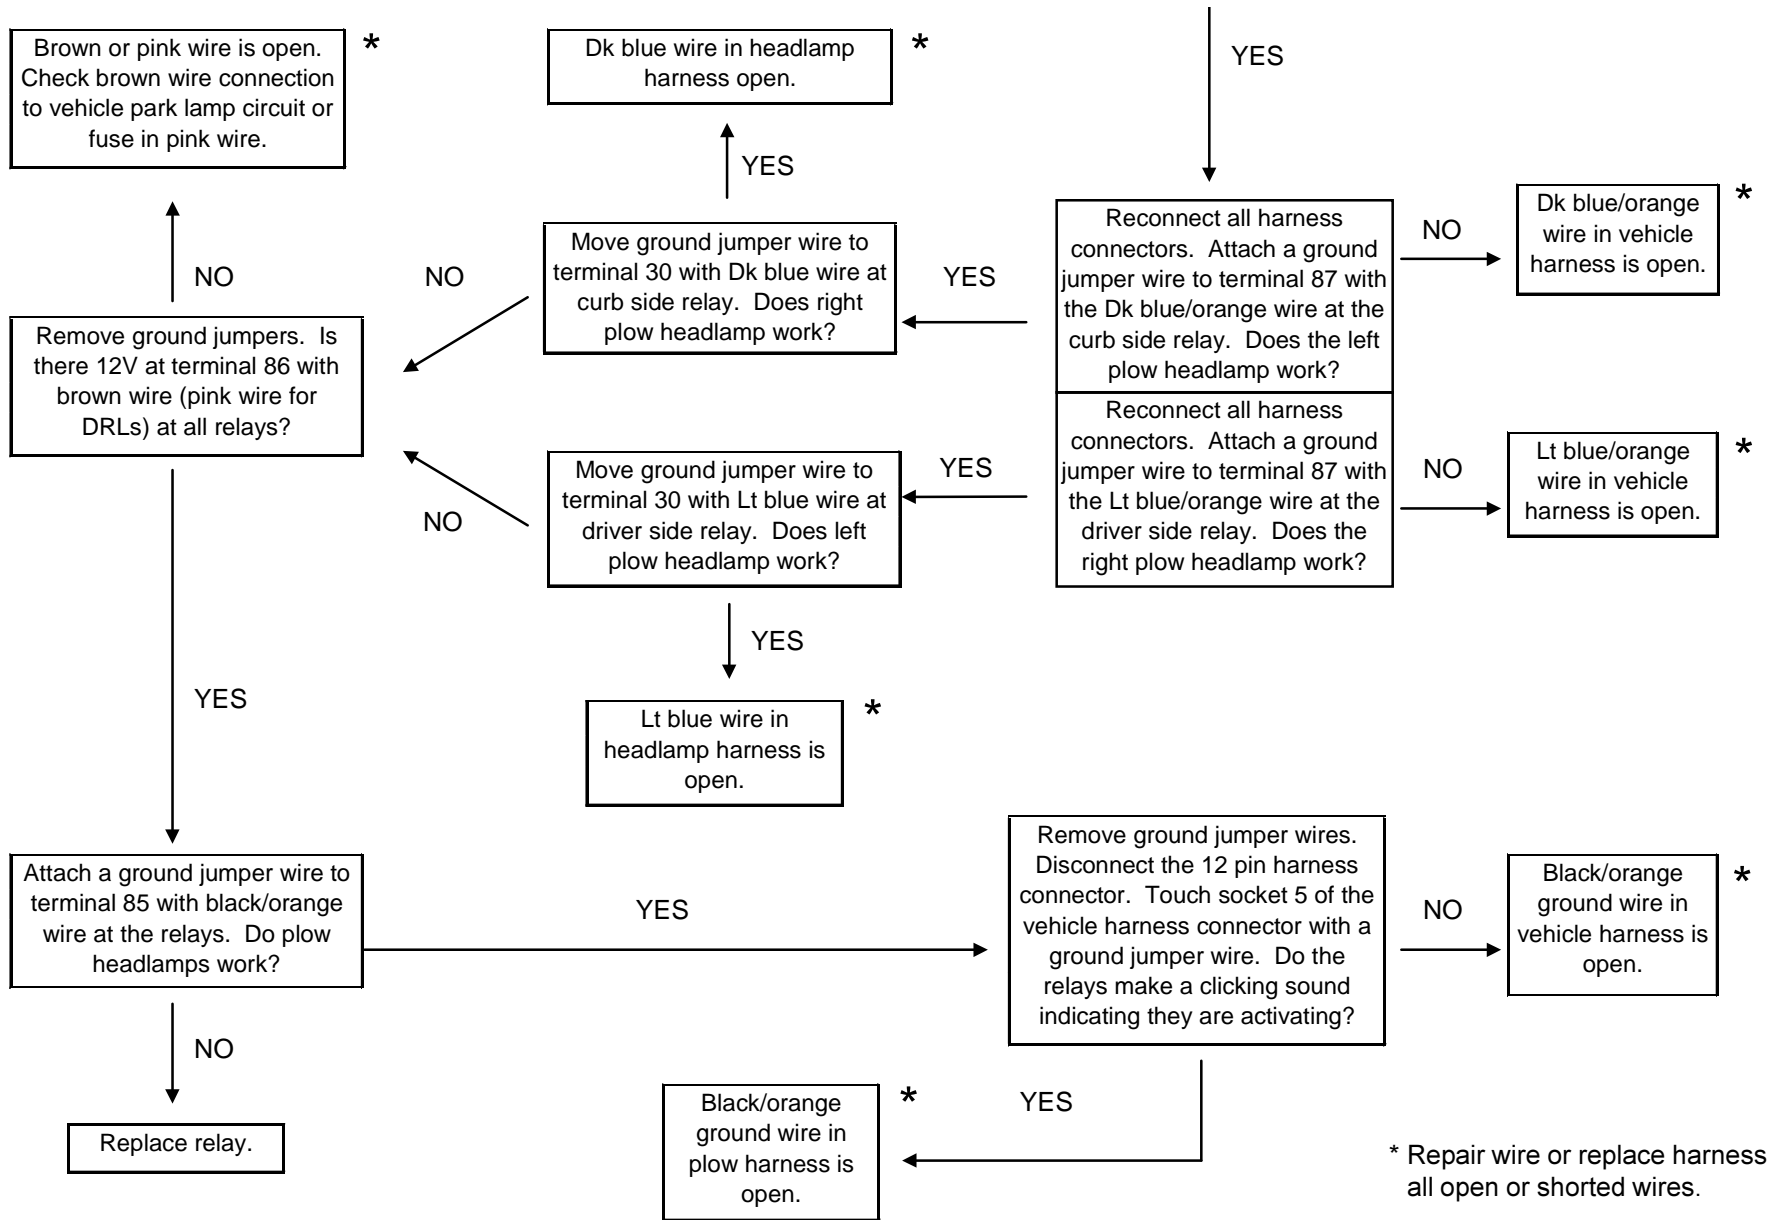 YES
Brown or pink wire is open.
Check brown wire connection
to vehicle park lamp circuit or
fuse in pink wire.
*
Dk blue wire in headlamp
harness open.
*
YES
NO
Move ground jumper wire to
terminal 30 with Dk blue wire at
curb side relay.  Does right
plow headlamp work?
NO
YES
Reconnect all harness
connectors.  Attach a ground
jumper wire to terminal 87 with
the Dk blue/orange wire at the
curb side relay.  Does the left
plow headlamp work?
NO
Dk blue/orange
wire in vehicle
harness is open.
*
Remove ground jumpers.  Is
there 12V at terminal 86 with
brown wire (pink wire for
DRLs) at all relays?
Move ground jumper wire to
terminal 30 with Lt blue wire at
driver side relay.  Does left
plow headlamp work?
NO
YES
Reconnect all harness
connectors.  Attach a ground
jumper wire to terminal 87 with
the Lt blue/orange wire at the
driver side relay.  Does the
right plow headlamp work?
NO
Lt blue/orange
wire in vehicle
harness is open.
*
YES
YES
Lt blue wire in
headlamp harness is
open.
*
Attach a ground jumper wire to
terminal 85 with black/orange
wire at the relays.  Do plow
headlamps work?
YES
Remove ground jumper wires.
Disconnect the 12 pin harness
connector.  Touch socket 5 of the
vehicle harness connector with a
ground jumper wire.  Do the
relays make a clicking sound
indicating they are activating?
NO
Black/orange
ground wire in
vehicle harness is
open.
*
NO
Replace relay.
YES
Black/orange
ground wire in
plow harness is
open.
*
* Repair wire or replace harness
all open or shorted wires.